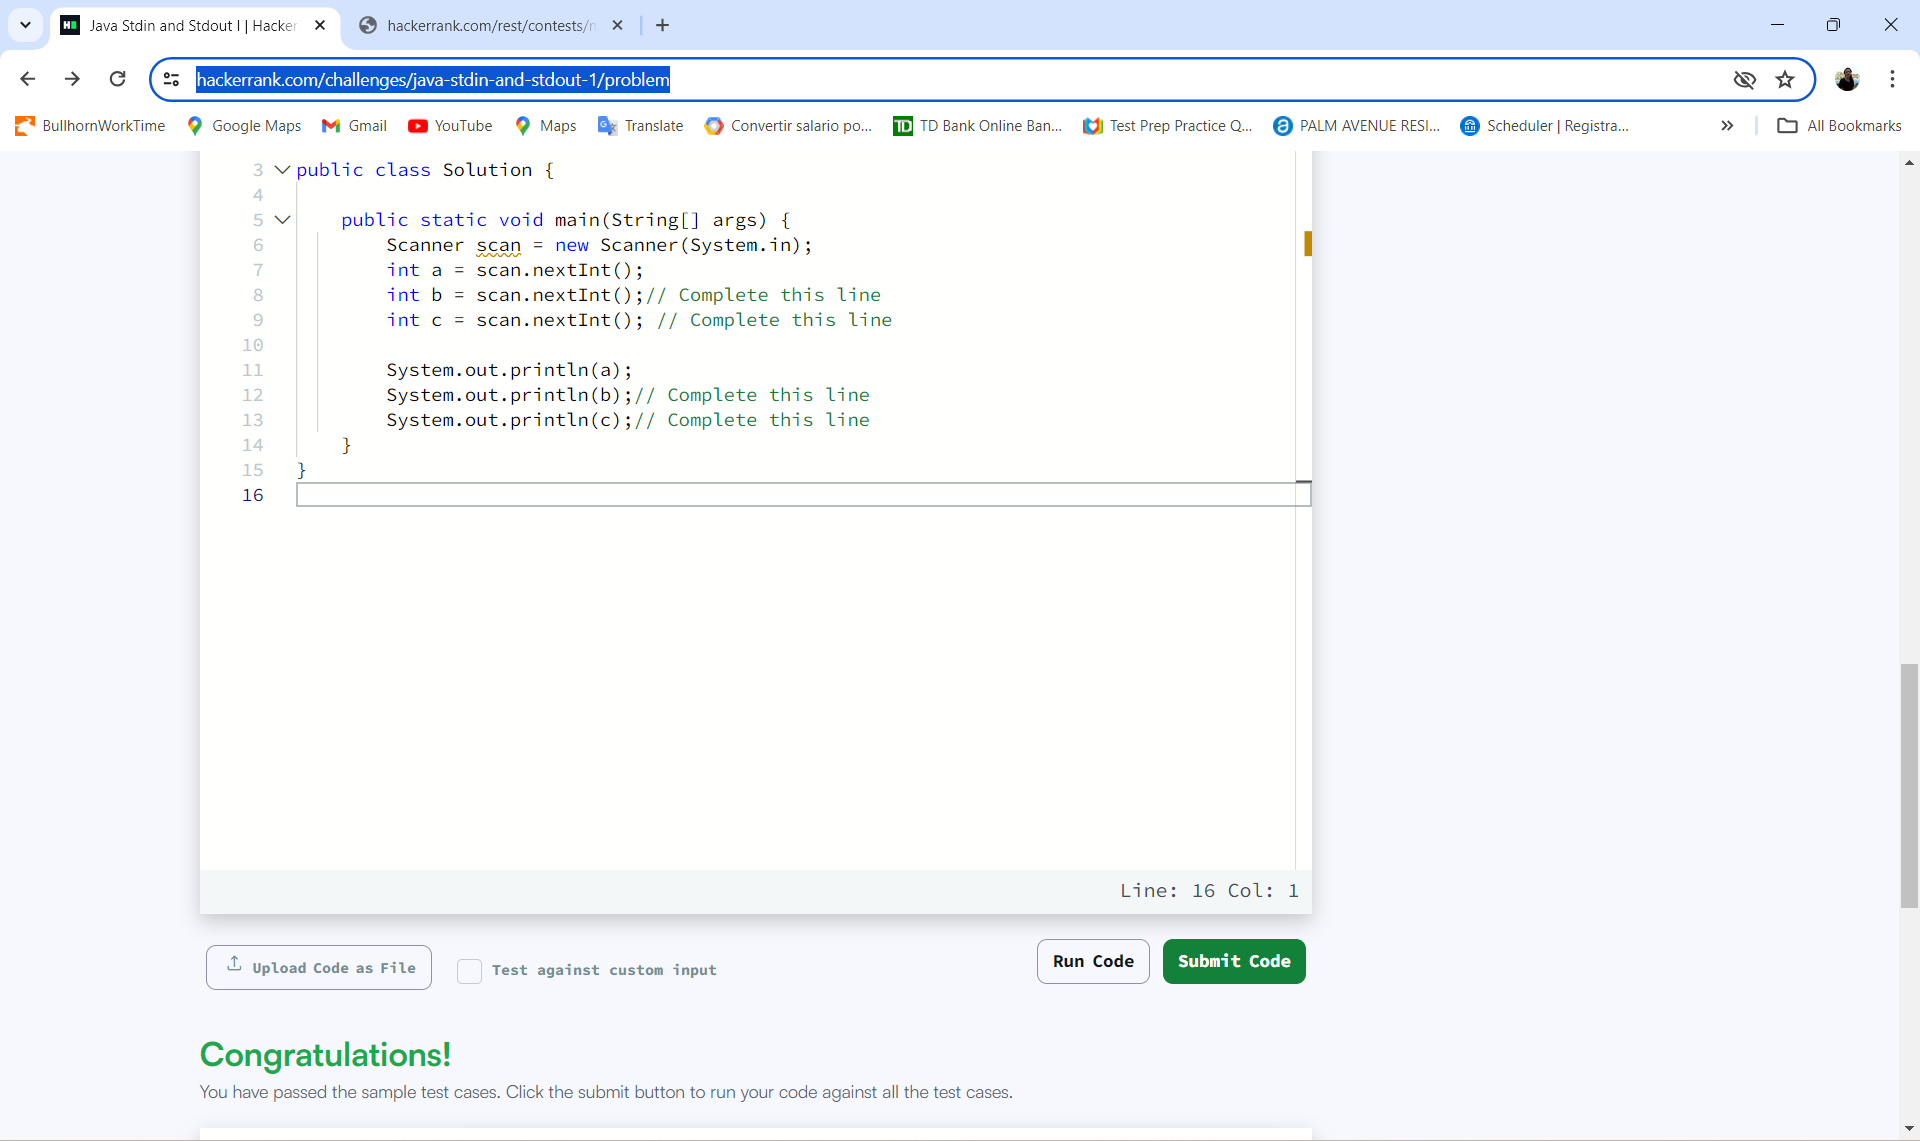 Java Stdin and Stdout I | Hacker
hackerrank.com/rest/contests/
hackerrank.com/challenges/java-stdin-and-stdout-1/problem
BullhornWorkTime Google Maps Gmail YouTube Maps Translate Convertir salario po... TD Bank Online Ban... Test Prep Practice Q... PALM AVENUE RESI... Scheduler | Registra... » All Bookmarks
3 public class Solution {
4
5 public static void main(String[] args) {
6 Scanner scan = new Scanner(System.in);
7 int a = scan.nextInt();
8 int b = scan.nextInt();// Complete this line
9 int c = scan.nextInt(); // Complete this line
10
11 System.out.println(a);
12 System.out.println(b);// Complete this line
13 System.out.println(c);// Complete this line
14 }
15 }
16
Line: 16 Col: 1
Upload Code as File Test against custom input Run Code Submit Code
Congratulations!
You have passed the sample test cases. Click the submit button to run your code against all the test cases.